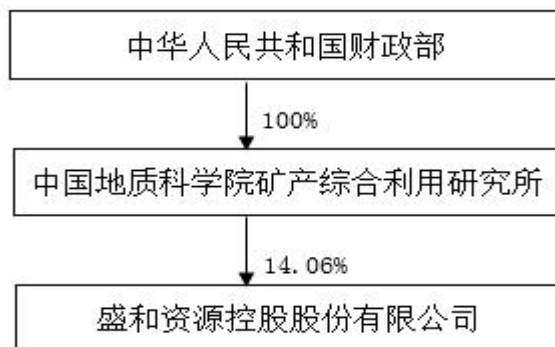 中华人民共和国财政部
100%
中国地质科学院矿产综合利用研究所
14.06%
盛和资源控股股份有限公司